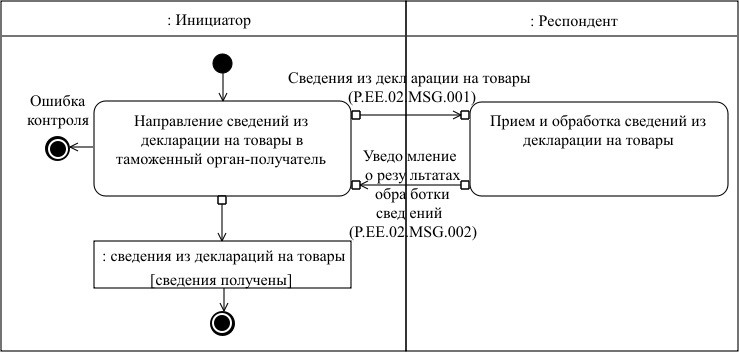 : Инициатор
: Респондент
Сведения из декларации на товары
(P.EE.02.MSG.001)
Ошибка
контроля
Направление сведений из
декларации на товары в
таможенный орган-получатель
Прием и обработка сведений из
декларации на товары
Уведомление
о результатах
обработки
сведений
(P.EE.02.MSG.002)
: сведения из деклараций на товары
[сведения получены]